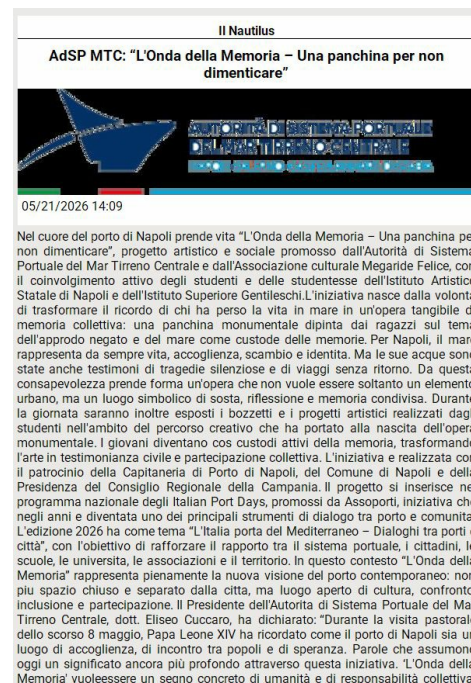 Il Nautilus
AdSP MTC: “L'Onda della Memoria – Una panchina per non
dimenticare”
AUTORITÀ DI SISTEMA PORTUALE
DEL MAR TIRRENO CENTRALE
05/21/2026 14:09
Nel cuore del porto di Napoli prende vita “L'Onda della Memoria – Una panchina pe
non dimenticare”, progetto artistico e sociale promosso dall'Autorità di Sistema
Portuale del Mar Tirreno Centrale e dall'Associazione culturale Megaride Felice, con
il coinvolgimento attivo degli studenti e delle studentesse dell'Istituto Artistico
Statale di Napoli e dell'Istituto Superiore Gentileschi.L'iniziativa nasce dalla volont
di trasformare il ricordo di chi ha perso la vita in mare in un'opera tangibile d
memoria collettiva: una panchina monumentale dipinta dai ragazzi sul tema
dell'approdo negato e del mare come custode delle memorie. Per Napoli, il mare
rappresenta da sempre vita, accoglienza, scambio e identita. Ma le sue acque sono
state anche testimoni di tragedie silenziose e di viaggi senza ritorno. Da questa
consapevolezza prende forma un'opera che non vuole essere soltanto un elemento
urbano, ma un luogo simbolico di sosta, riflessione e memoria condivisa. Durante
la giornata saranno inoltre esposti i bozzetti e i progetti artistici realizzati dagl
studenti nell'ambito del percorso creativo che ha portato alla nascita dell'opera
monumentale. I giovani diventano cos custodi attivi della memoria, trasformando
l'arte in testimonianza civile e partecipazione collettiva. L'iniziativa e realizzata con
il patrocinio della Capitaneria di Porto di Napoli, del Comune di Napoli e della
Presidenza del Consiglio Regionale della Campania. Il progetto si inserisce ne
programma nazionale degli Italian Port Days, promossi da Assoporti, iniziativa che
negli anni e diventata uno dei principali strumenti di dialogo tra porto e comunita
L'edizione 2026 ha come tema “L'Italia porta del Mediterraneo – Dialoghi tra porti e
città”, con l'obiettivo di rafforzare il rapporto tra il sistema portuale, i cittadini, le
scuole, le universita, le associazioni e il territorio. In questo contesto “L'Onda della
Memoria” rappresenta pienamente la nuova visione del porto contemporaneo: non
piu spazio chiuso e separato dalla citta, ma luogo aperto di cultura, confronto
inclusione e partecipazione. Il Presidente dell'Autorita di Sistema Portuale del Mar
Tirreno Centrale, dott. Eliseo Cuccaro, ha dichiarato: “Durante la visita pastorale
dello scorso 8 maggio, Papa Leone XIV ha ricordato come il porto di Napoli sia un
luogo di accoglienza, di incontro tra popoli e di speranza. Parole che assumono
oggi un significato ancora più profondo attraverso questa iniziativa. ‘L'Onda della
Memoria’ vuoleessere un segno concreto di umanità e di responsabilità collettiva